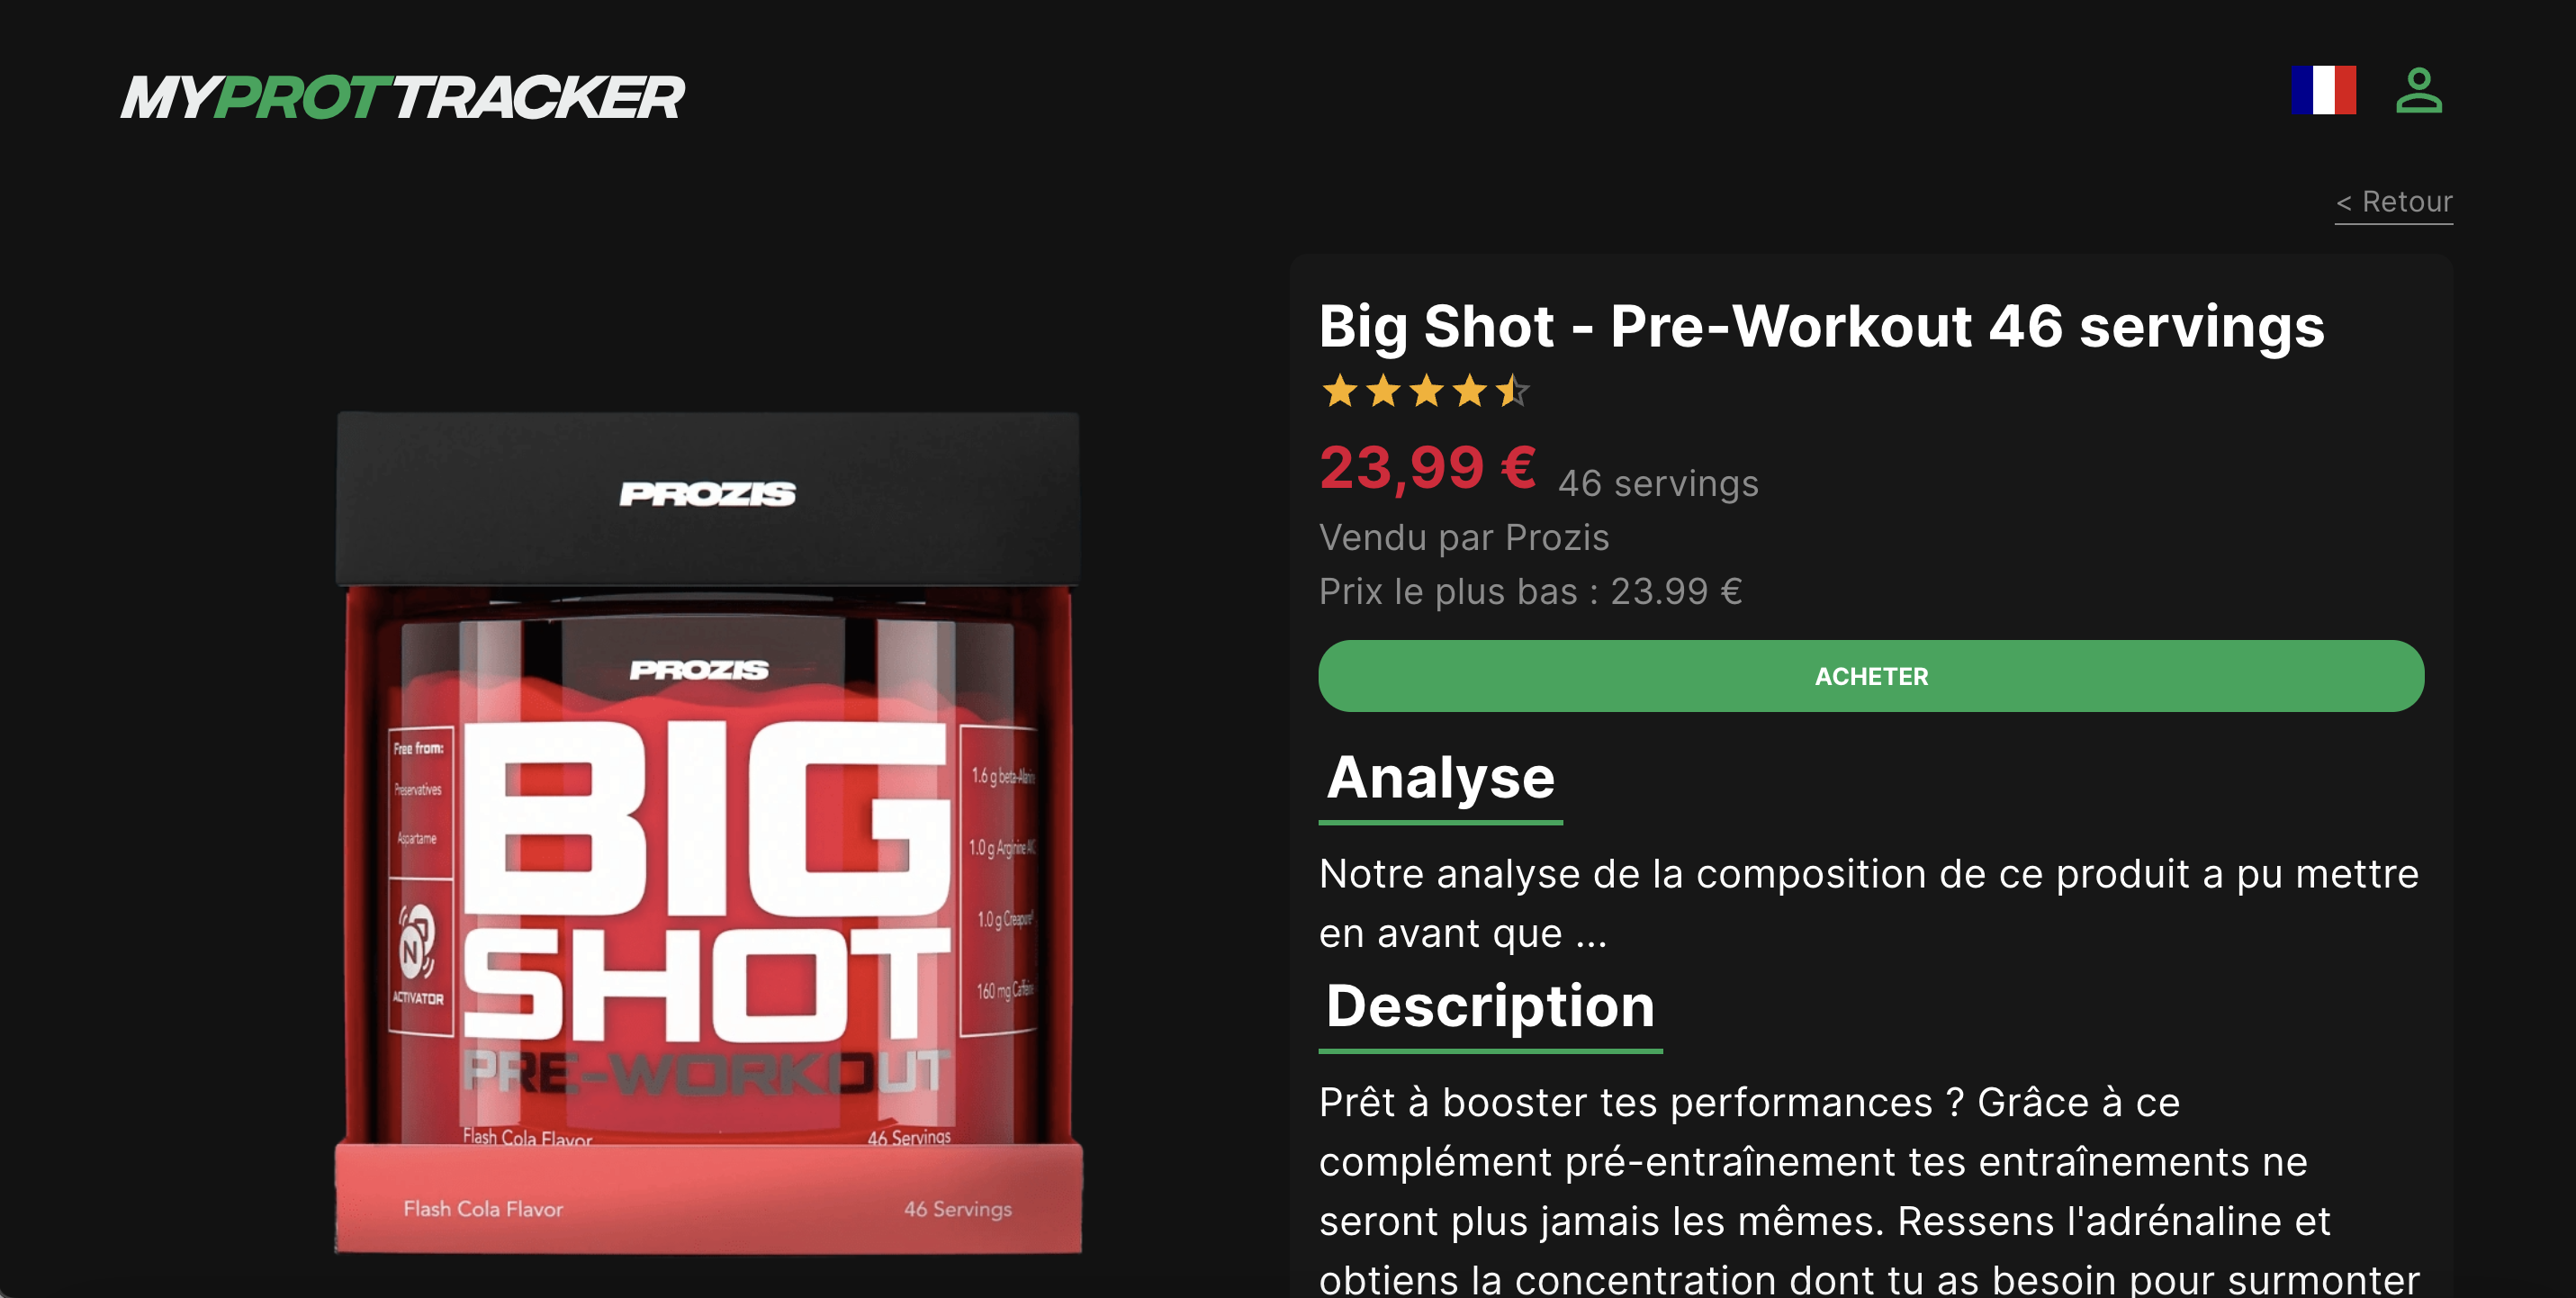 MYPROTTRACKER
< Retour
Big Shot - Pre-Workout 46 servings
23,99 € 46 servings
Vendu par Prozis
Prix le plus bas : 23.99 €
ACHETER
Analyse
Notre analyse de la composition de ce produit a pu mettre
en avant que ...
Description
Prêt à booster tes performances ? Grâce à ce
complément pré-entraînement tes entraînements ne
seront plus jamais les mêmes. Ressens l'adrénaline et
obtiens la concentration dont tu as besoin pour surmonter
PROZIS
PROZIS
Free from:
Preservatives
Aspartame
N
ACTIVATOR
BIG
SHOT
PRE-WORKOUT
1.6 g beta-Alanine
1.0 g Arginine
1.0 g Creapure
160 mg Caffeine
Flash Cola Flavor
46 Servings
Flash Cola Flavor
46 Servings